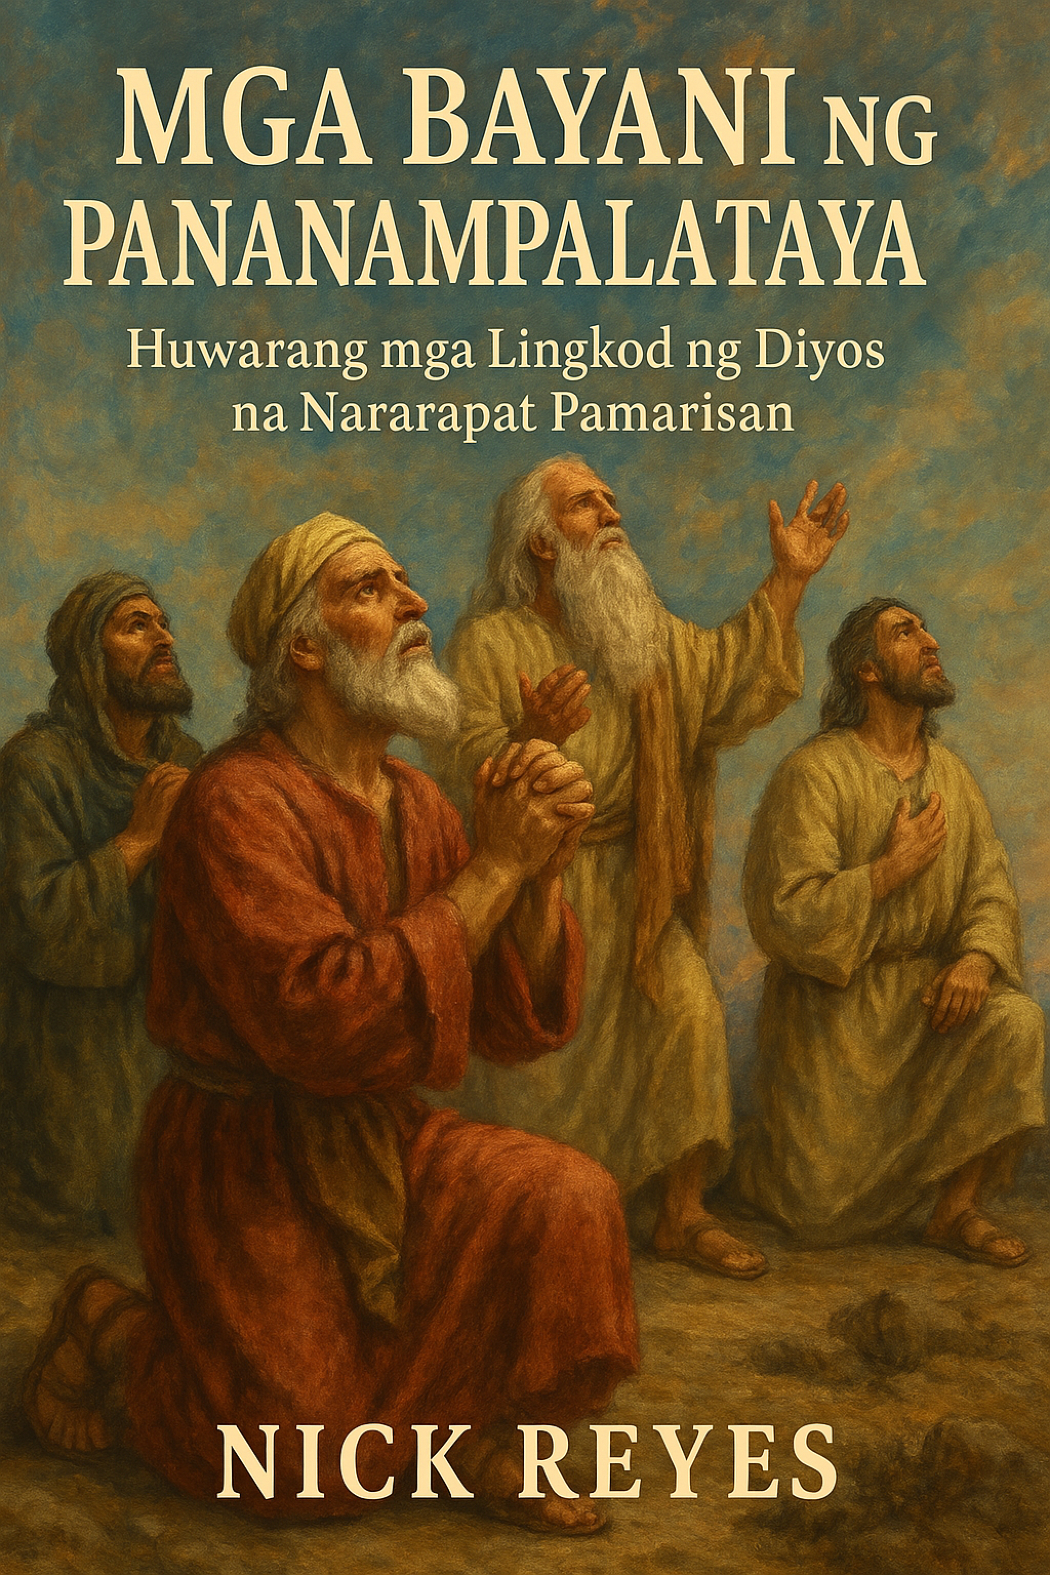 MGA BAYANI NG
PANANAMPALATAYA
Huwarang mga Lingkod ng Diyos
na Nararapat Pamarisan
NICK REYES